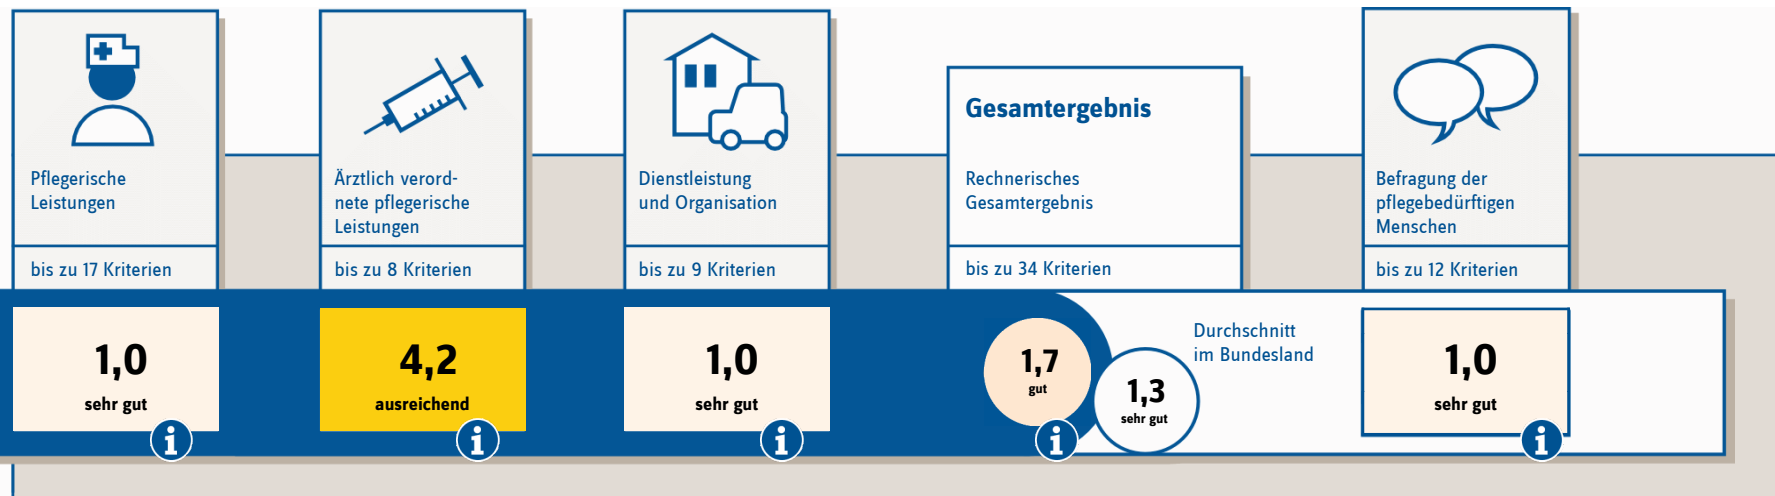 Pflegerische
Leistungen
bis zu 17 Kriterien
1,0
sehr gut
i
Ärztlich verord-
nete pflegerische
Leistungen
bis zu 8 Kriterien
4,2
ausreichend
i
Dienstleistung
und Organisation
bis zu 9 Kriterien
1,0
sehr gut
i
Gesamtergebnis
Rechnerisches
Gesamtergebnis
bis zu 34 Kriterien
1,7
gut
i
Durchschnitt
im Bundesland
1,3
sehr gut
Befragung der
pflegebedürftigen
Menschen
bis zu 12 Kriterien
1,0
sehr gut
i